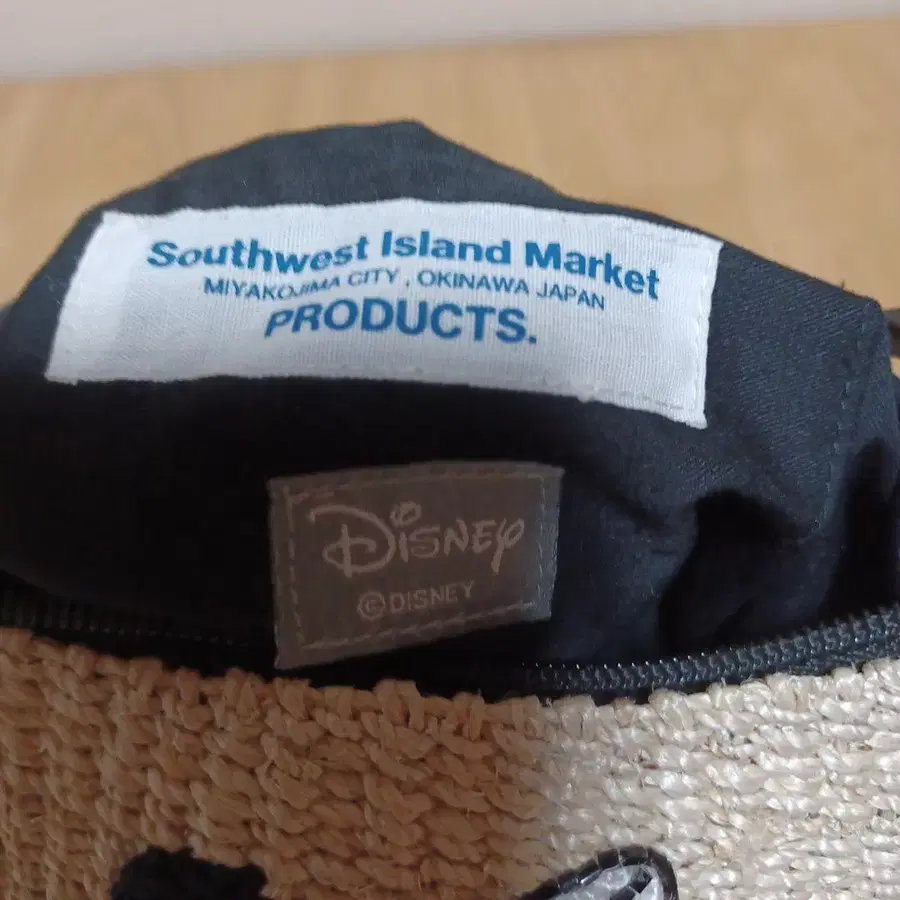 Southwest Island Market
MIYAKOJIMA CITY, OKINAWA JAPAN
PRODUCTS.
Disney
©DISNEY